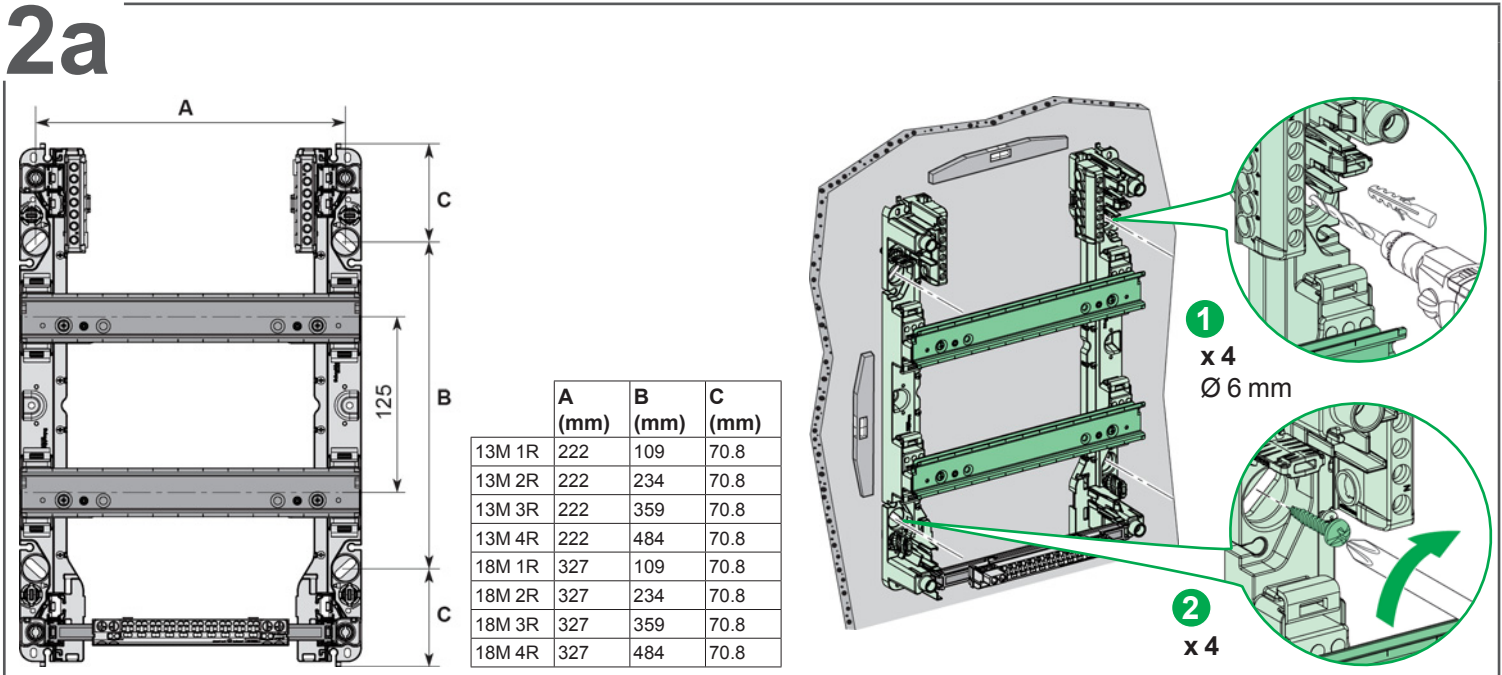 2a
A
C
B
125
C
A (mm) B (mm) C (mm)
13M 1R 222 109 70.8
13M 2R 222 234 70.8
13M 3R 222 359 70.8
13M 4R 222 484 70.8
18M 1R 327 109 70.8
18M 2R 327 234 70.8
18M 3R 327 359 70.8
18M 4R 327 484 70.8
1
x 4
Ø 6 mm
2
x 4